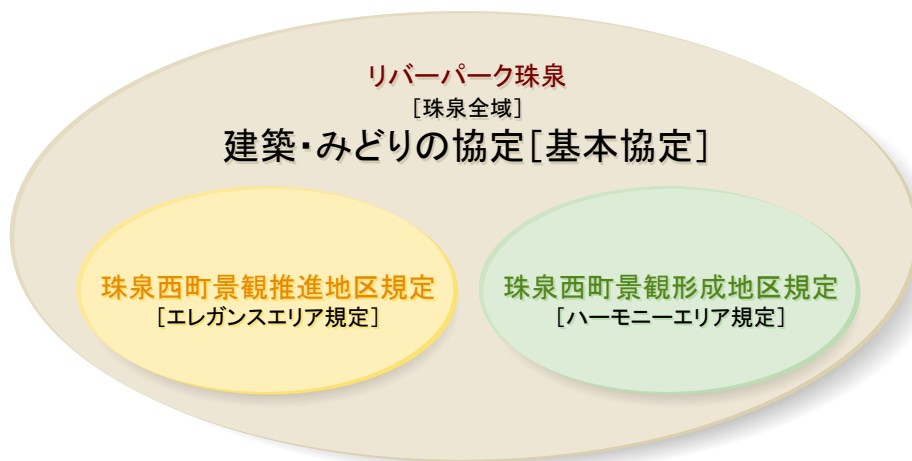 リバーパーク珠泉
[珠泉全域]
建築・みどりの協定[基本協定]
珠泉西町景観推進地区規定
[エレガンスエリア規定]
珠泉西町景観形成地区規定
[ハーモニーエリア規定]